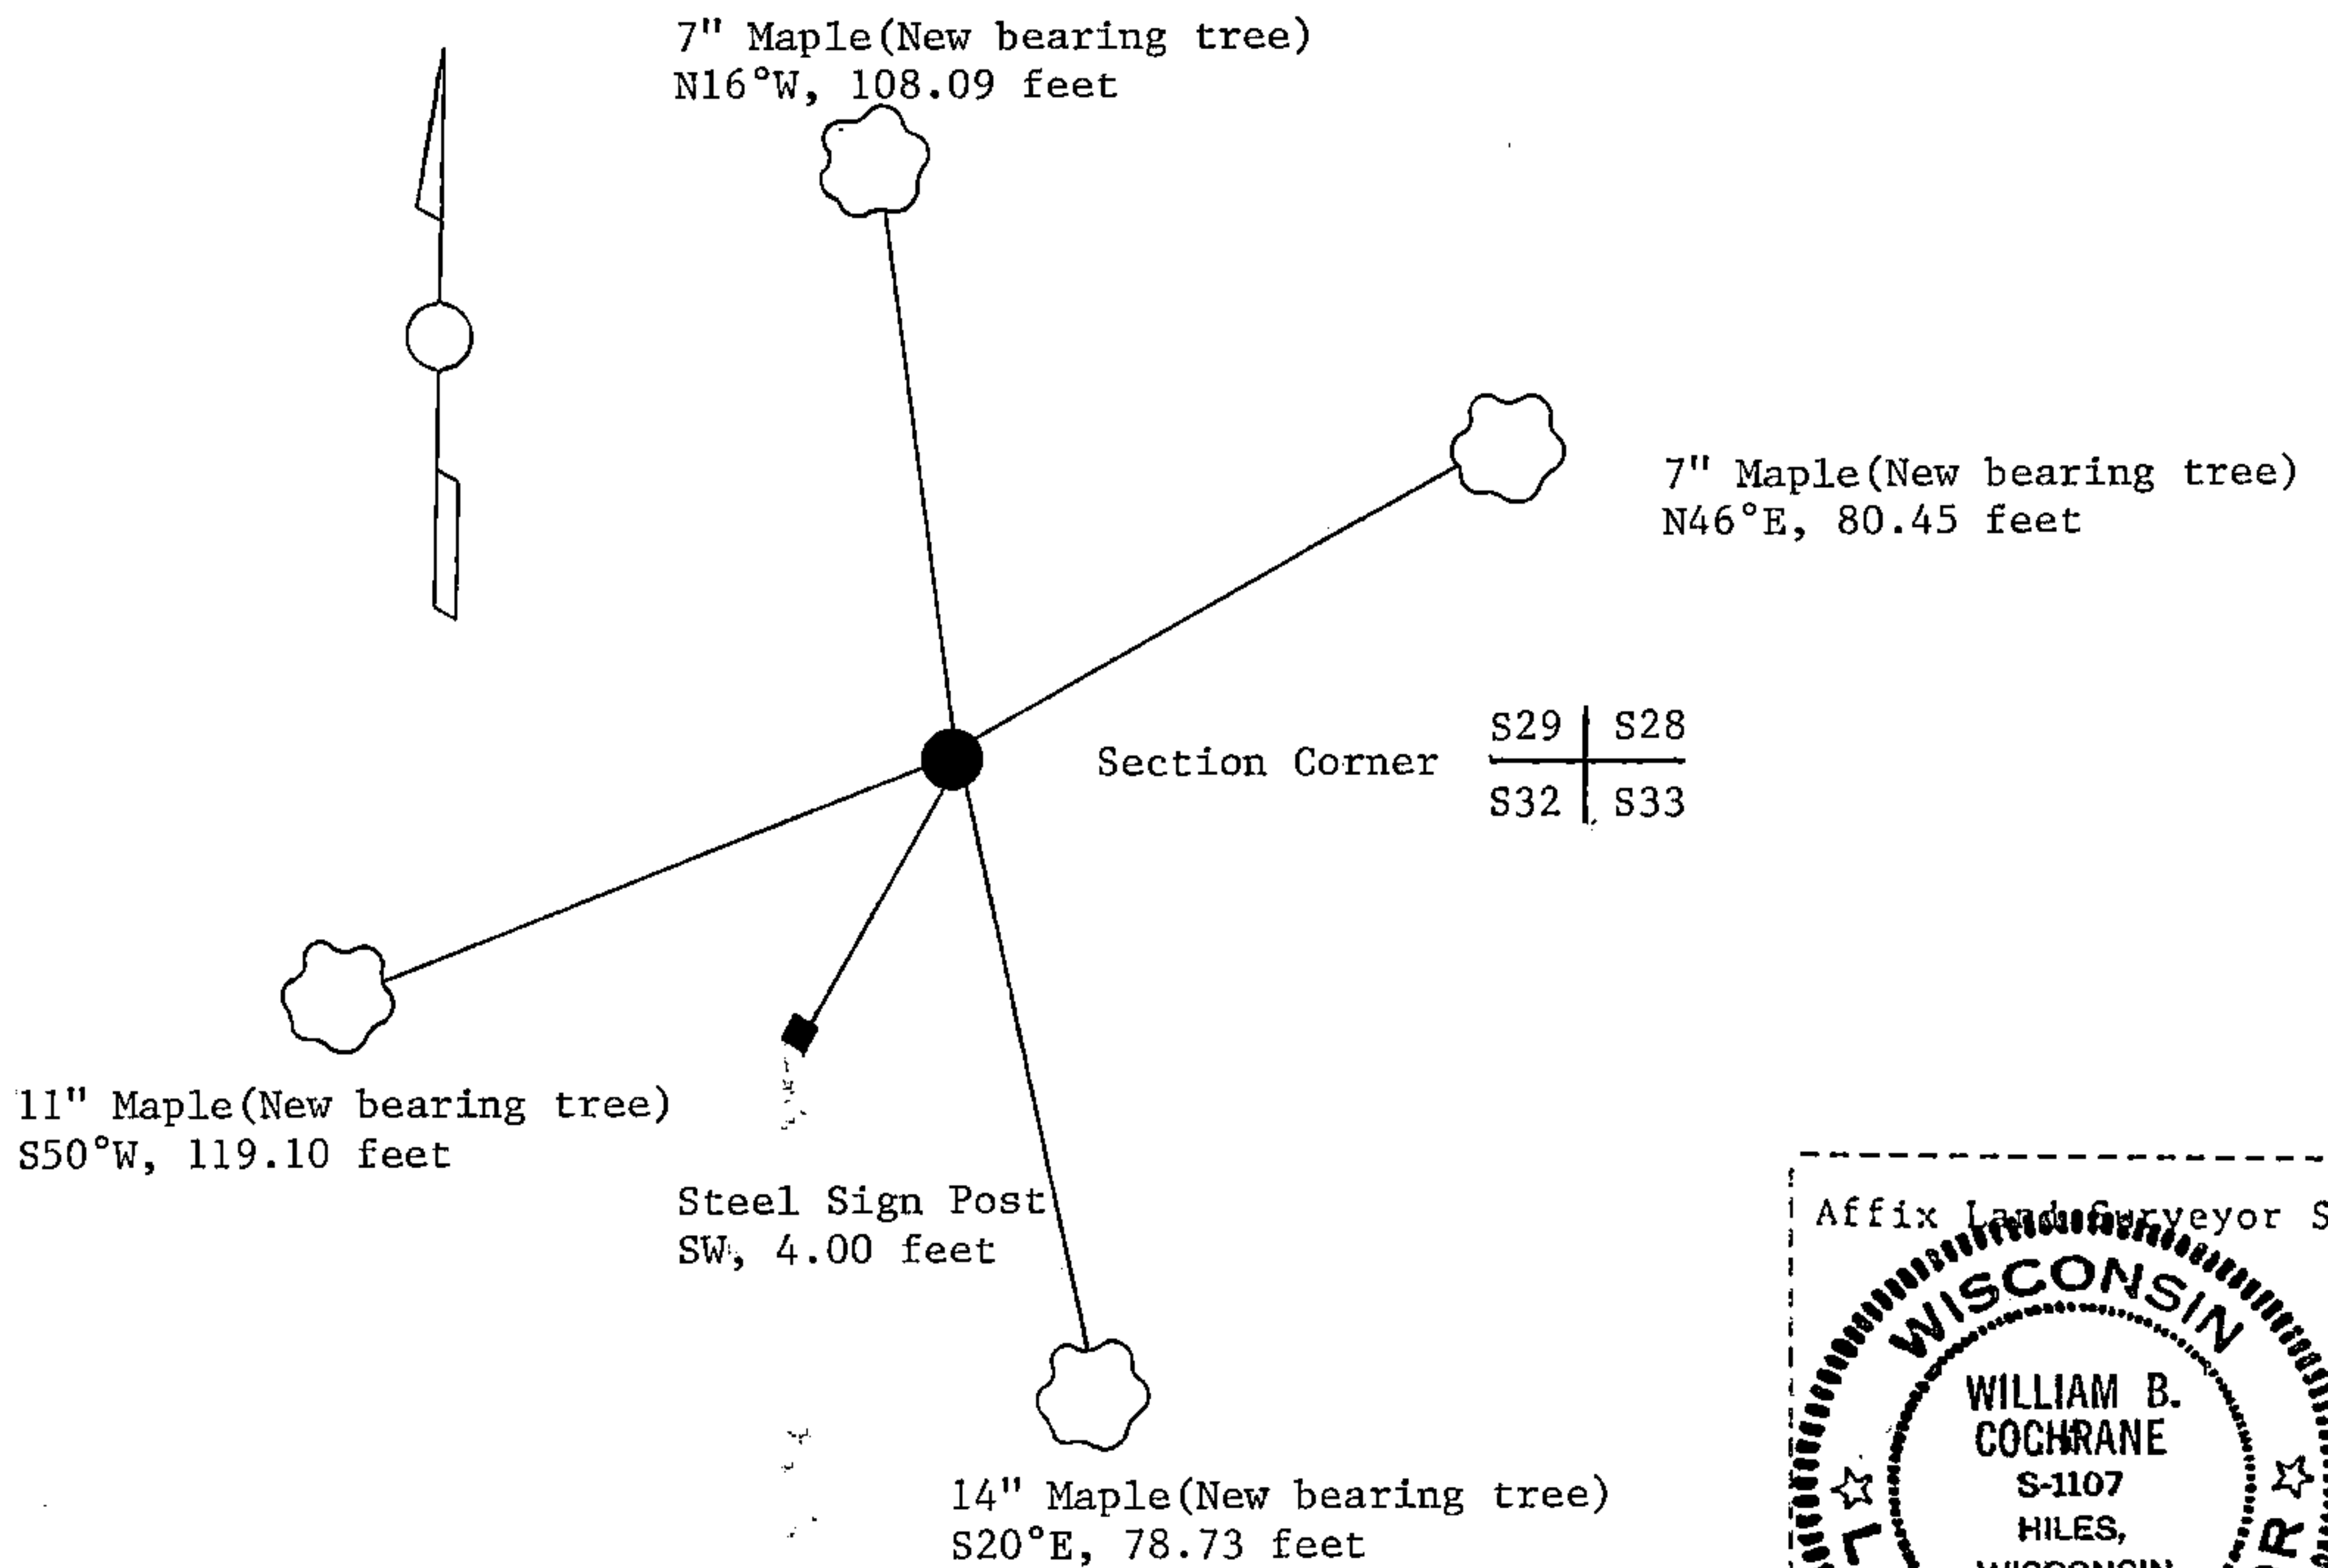 7" Maple(New bearing tree)
N16°W, 108.09 feet
7" Maple(New bearing tree)
N46°E, 80.45 feet
Section Corner
S29 S28
S32 S33
11" Maple(New bearing tree)
S50°W, 119.10 feet
Steel Sign Post
SW, 4.00 feet
14" Maple(New bearing tree)
S20°E, 78.73 feet
Affix Land Surveyor S
WISCONSIN
WILLIAM B.
COCHRANE
S-1107
HILES,
WISCONSIN